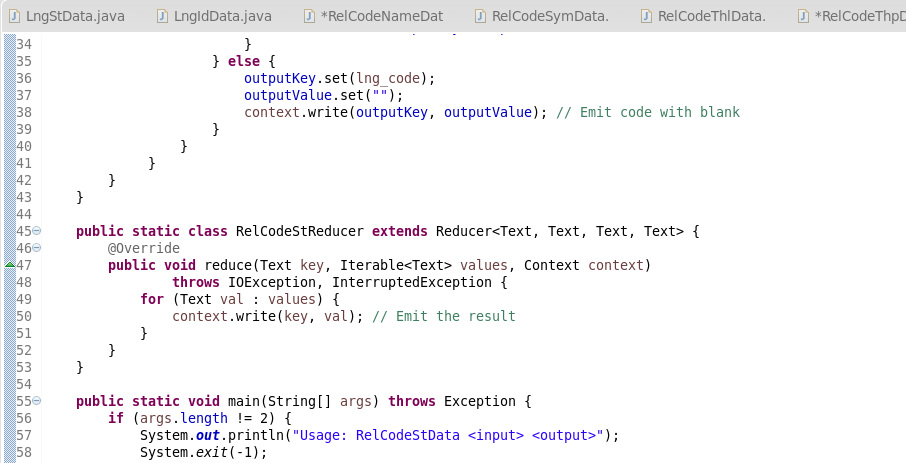 LngStData.java LngIdData.java *RelCodeNameDat RelCodeSymData. RelCodeThlData. *RelCodeThpD
34 }
35 } else {
36 outputKey.set(lng_code);
37 outputValue.set("");
38 context.write(outputKey, outputValue); // Emit code with blank
39 }
40 }
41 }
42 }
43 }
44
45 public static class RelCodeStReducer extends Reducer<Text, Text, Text, Text> {
46 @Override
47 public void reduce(Text key, Iterable<Text> values, Context context)
48 throws IOException, InterruptedException {
49 for (Text val : values) {
50 context.write(key, val); // Emit the result
51 }
52 }
53 }
54
55 public static void main(String[] args) throws Exception {
56 if (args.length != 2) {
57 System.out.println("Usage: RelCodeStData <input> <output>");
58 System.exit(-1);